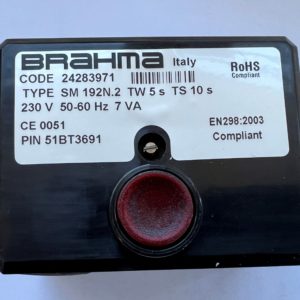 BRAHMA Italy
RoHS
Compliant
CODE 24283971
TYPE SM 192N.2 TW 5 s TS 10 s
230 V 50-60 Hz 7 VA
CE 0051
EN298:2003
PIN 51BT3691
Compliant